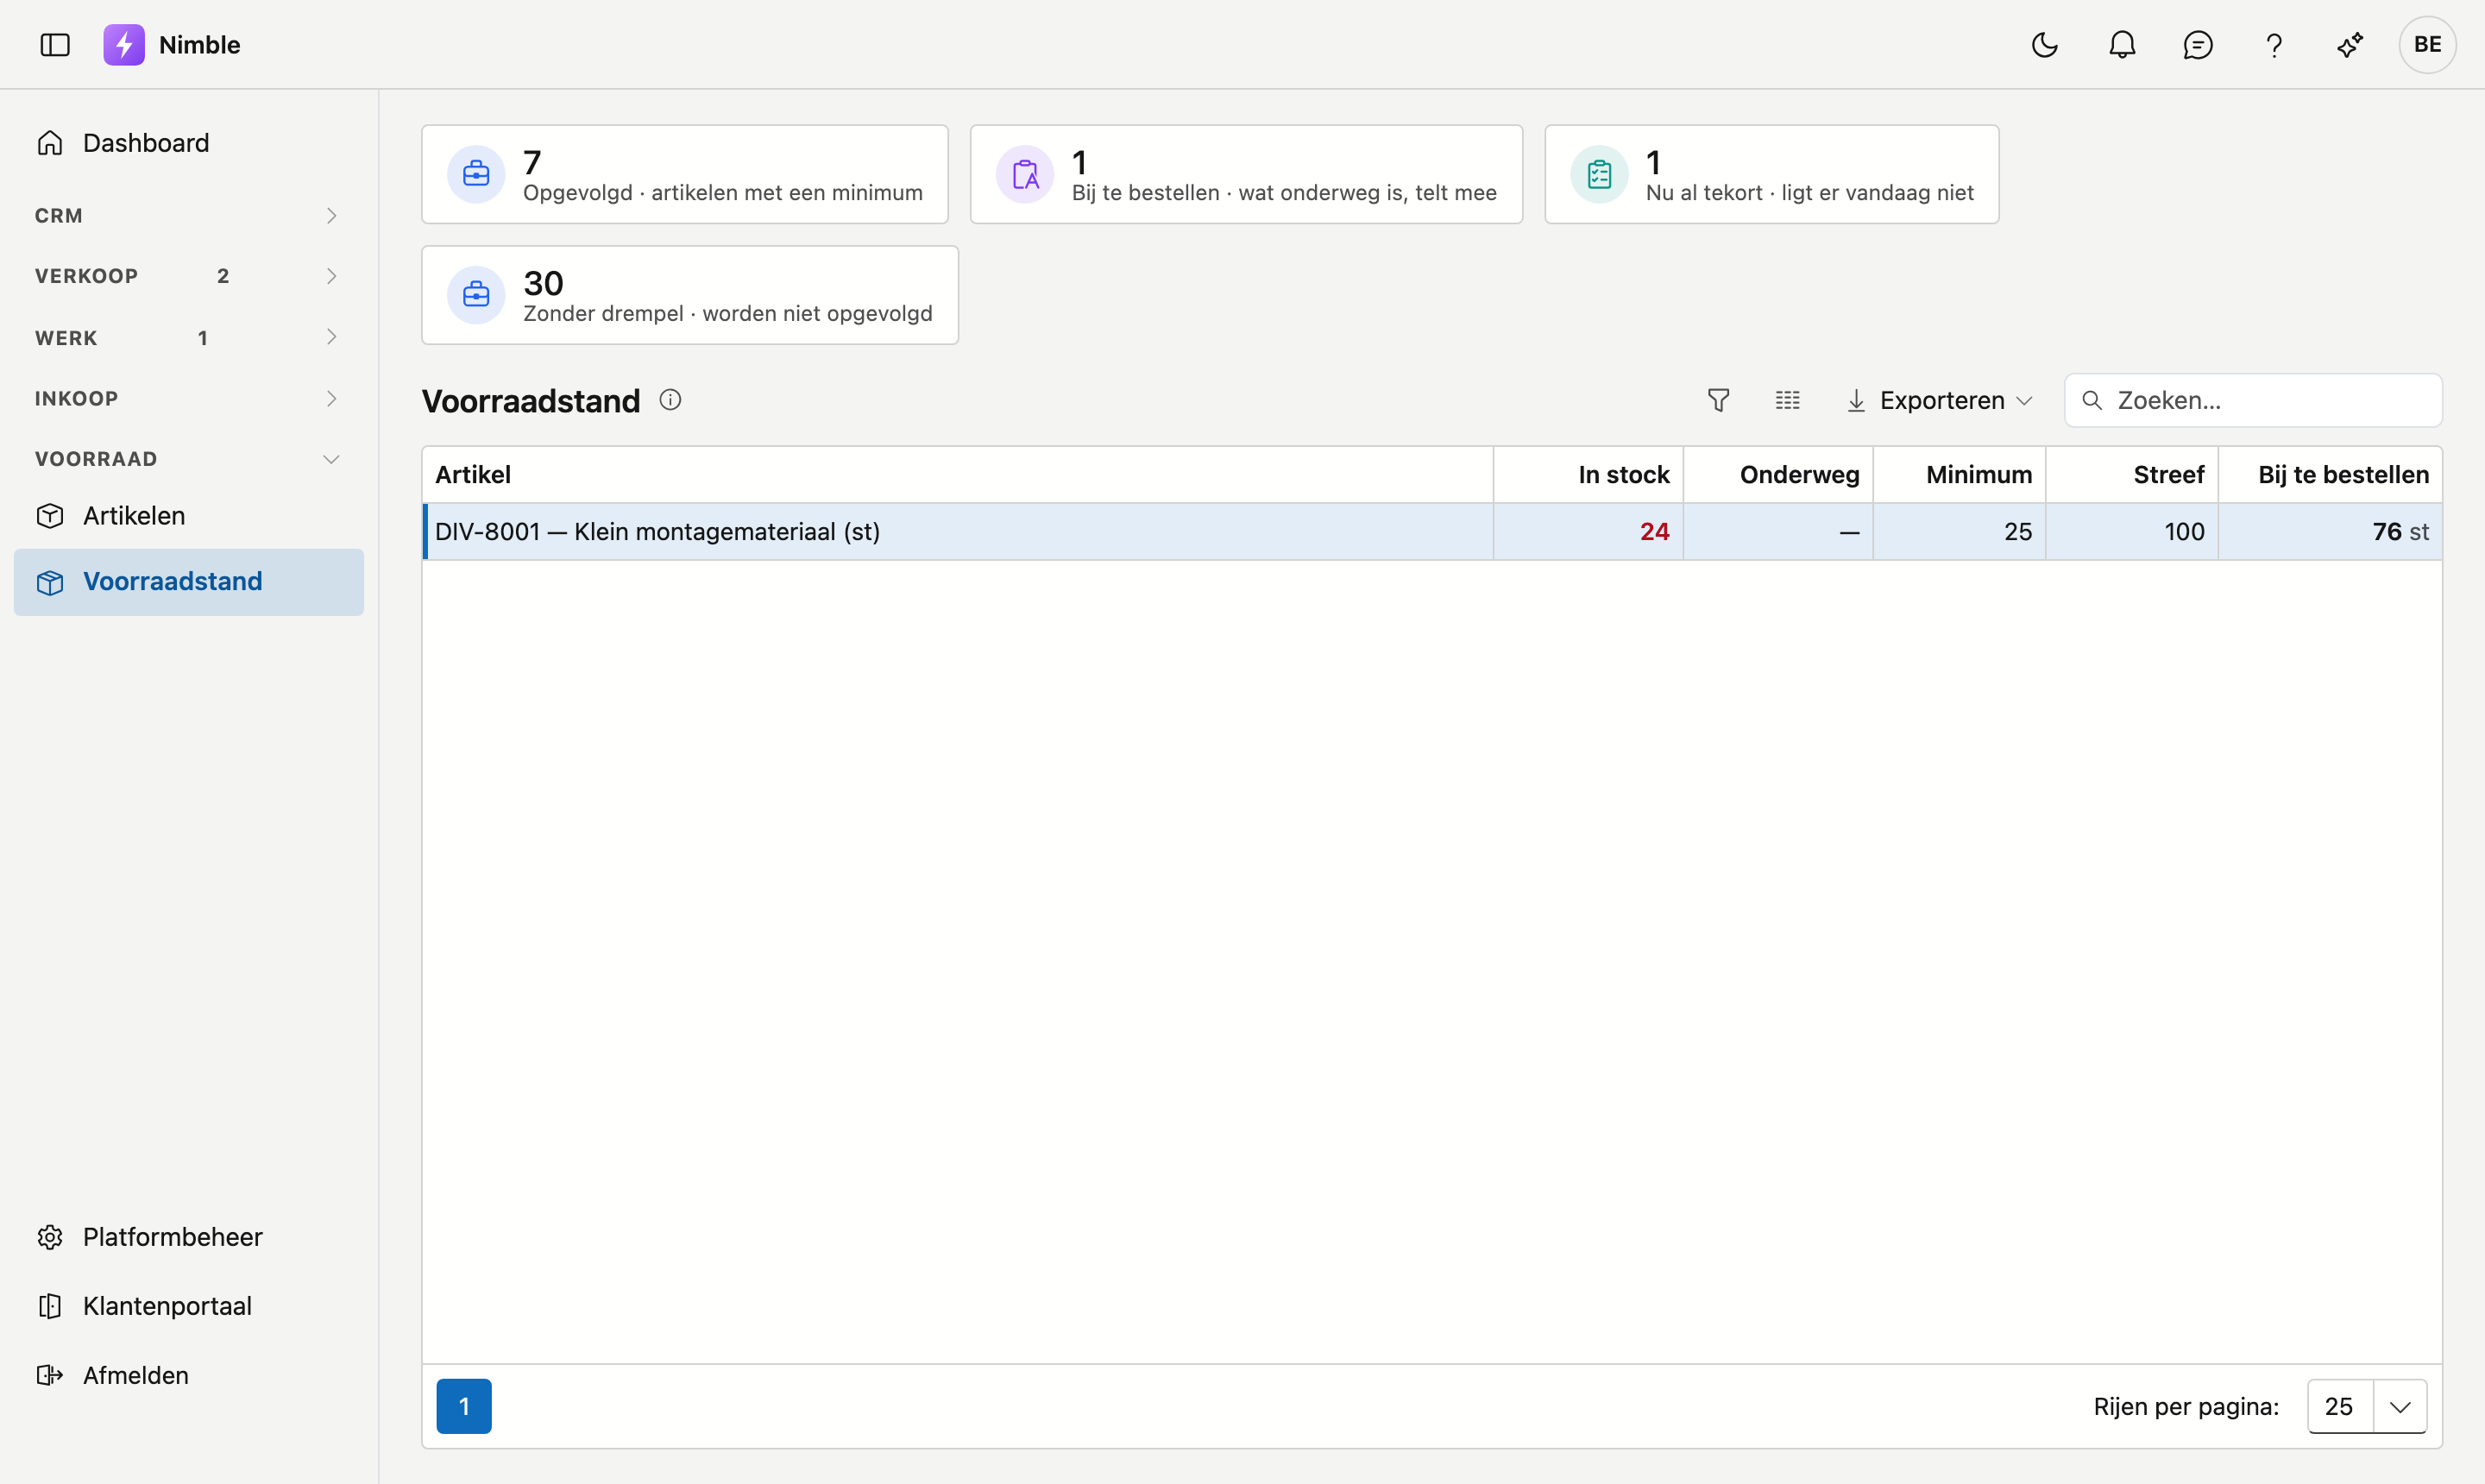 Nimble
BE
Dashboard
CRM
VERKOOP 2
WERK 1
INKOOP
VOORRAAD
Artikelen
Voorraadstand
Platformbeheer
Klantenportaal
Afmelden
7
Opgevolgd · artikelen met een minimum
1
Bij te bestellen · wat onderweg is, telt mee
1
Nu al tekort · ligt er vandaag niet
30
Zonder drempel · worden niet opgevolgd
Voorraadstand
Exporteren
Zoeken...
Artikel In stock Onderweg Minimum Streef Bij te bestellen
DIV-8001 — Klein montagemateriaal (st) 24 — 25 100 76 st
1
Rijen per pagina: 25